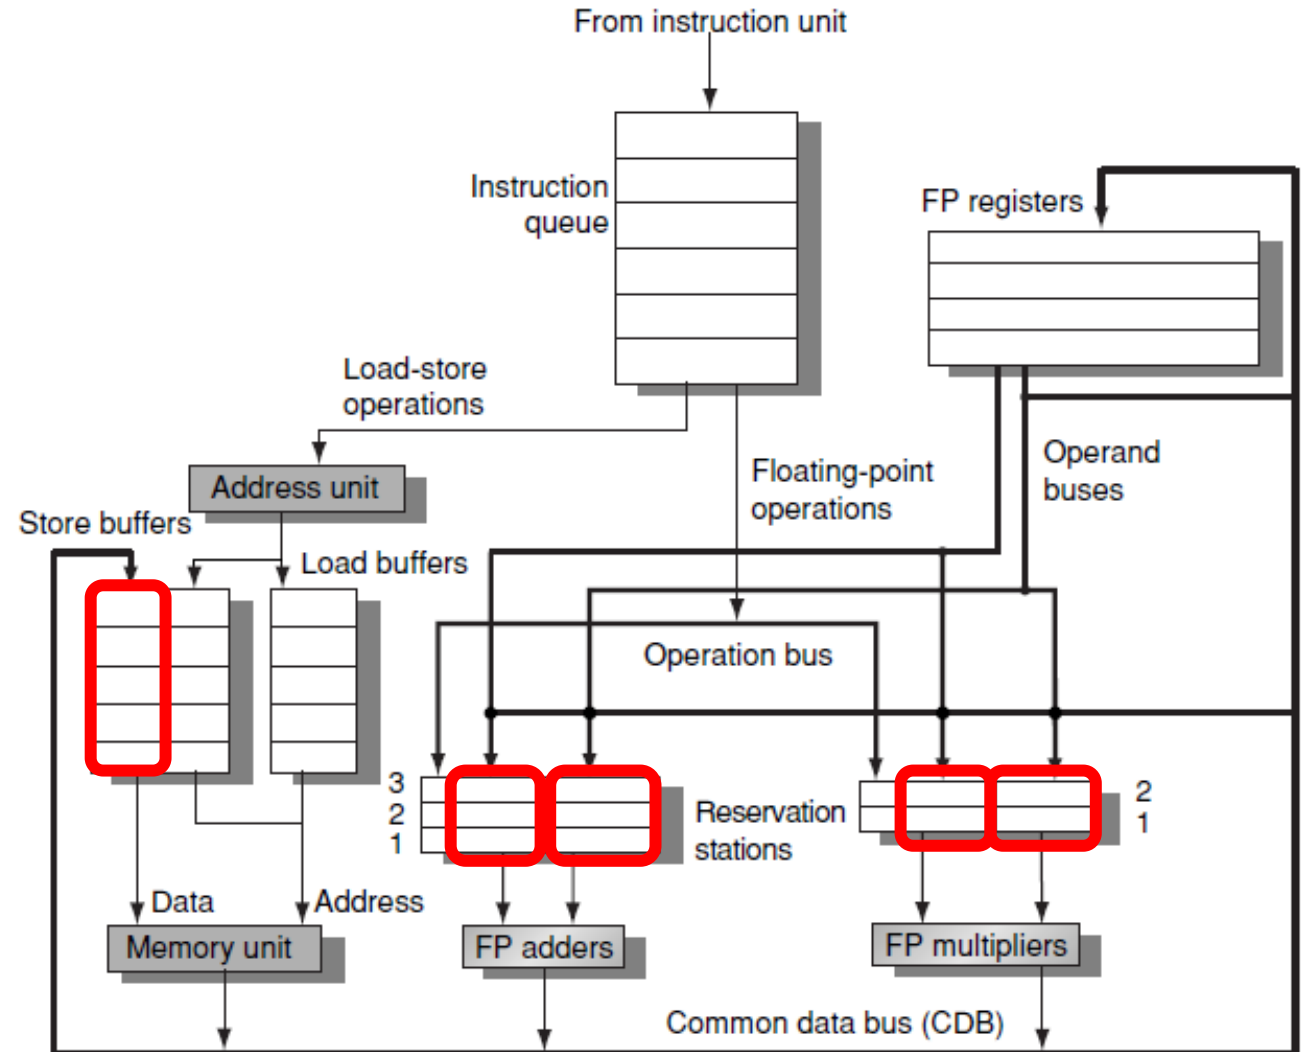 From instruction unit
Instruction
queue
FP registers
Load-store
operations
Address unit
Floating-point
operations
Operand
buses
Store buffers
Load buffers
Operation bus
3
2
1
Reservation
stations
2
1
Data
Address
Memory unit
FP adders
FP multipliers
Common data bus (CDB)